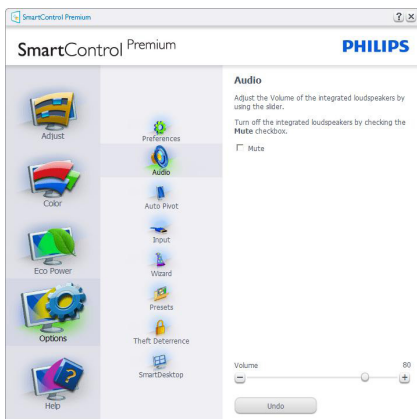 SmartControl Premium
SmartControl Premium
PHILIPS
Adjust
Color
Eco Power
Options
Help
Preferences
Audio
Auto Pivot
Input
Wizard
Presets
Theft Deterrence
SmartDesktop
Audio
Adjust the Volume of the integrated loudspeakers by
using the slider.
Turn off the integrated loudspeakers by checking the
Mute checkbox.
Mute
Volume 80
Undo